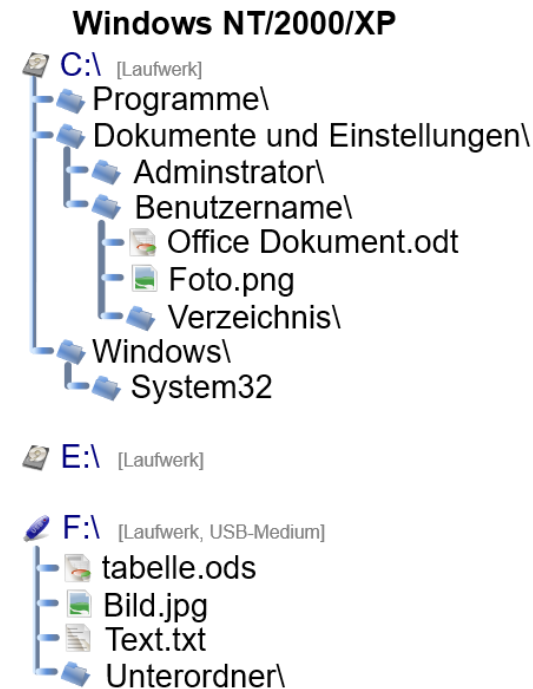 Windows NT/2000/XP
C:\ [Laufwerk]
Programme\
Dokumente und Einstellungen\
Adminstrator\
Benutzername\
Office Dokument.odt
Foto.png
Verzeichnis\
Windows\
System32
E:\ [Laufwerk]
F:\ [Laufwerk, USB-Medium]
tabelle.ods
Bild.jpg
Text.txt
Unterordner\